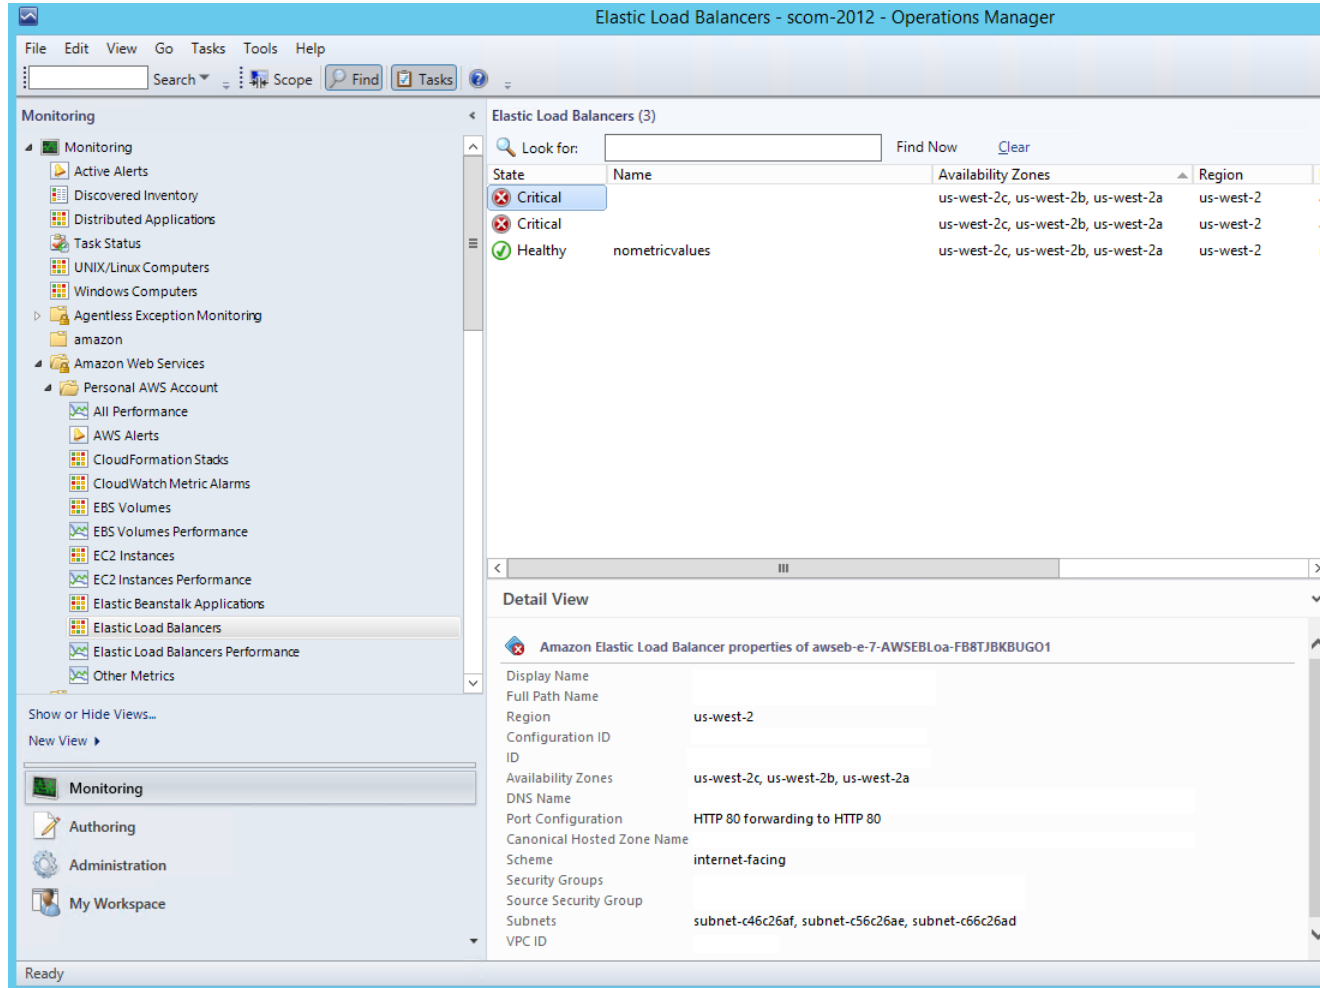 Elastic Load Balancers - scom-2012 - Operations Manager
File Edit View Go Tasks Tools Help
Search Scope Find Tasks
Monitoring
Monitoring
Active Alerts
Discovered Inventory
Distributed Applications
Task Status
UNIX/Linux Computers
Windows Computers
Agentless Exception Monitoring
amazon
Amazon Web Services
Personal AWS Account
All Performance
AWS Alerts
CloudFormation Stacks
CloudWatch Metric Alarms
EBS Volumes
EBS Volumes Performance
EC2 Instances
EC2 Instances Performance
Elastic Beanstalk Applications
Elastic Load Balancers
Elastic Load Balancers Performance
Other Metrics
Show or Hide Views...
New View
Monitoring
Authoring
Administration
My Workspace
Elastic Load Balancers (3)
Look for: Find Now Clear
State Name Availability Zones Region
Critical us-west-2c, us-west-2b, us-west-2a us-west-2
Critical us-west-2c, us-west-2b, us-west-2a us-west-2
Healthy nometricvalues us-west-2c, us-west-2b, us-west-2a us-west-2
Detail View
Amazon Elastic Load Balancer properties of awseb-e-7-AWSEBLoa-FB8TJBKBUGO1
Display Name
Full Path Name
Region us-west-2
Configuration ID
ID
Availability Zones us-west-2c, us-west-2b, us-west-2a
DNS Name
Port Configuration HTTP 80 forwarding to HTTP 80
Canonical Hosted Zone Name
Scheme internet-facing
Security Groups
Source Security Group
Subnets subnet-c46c26af, subnet-c56c26ae, subnet-c66c26ad
VPC ID
Ready